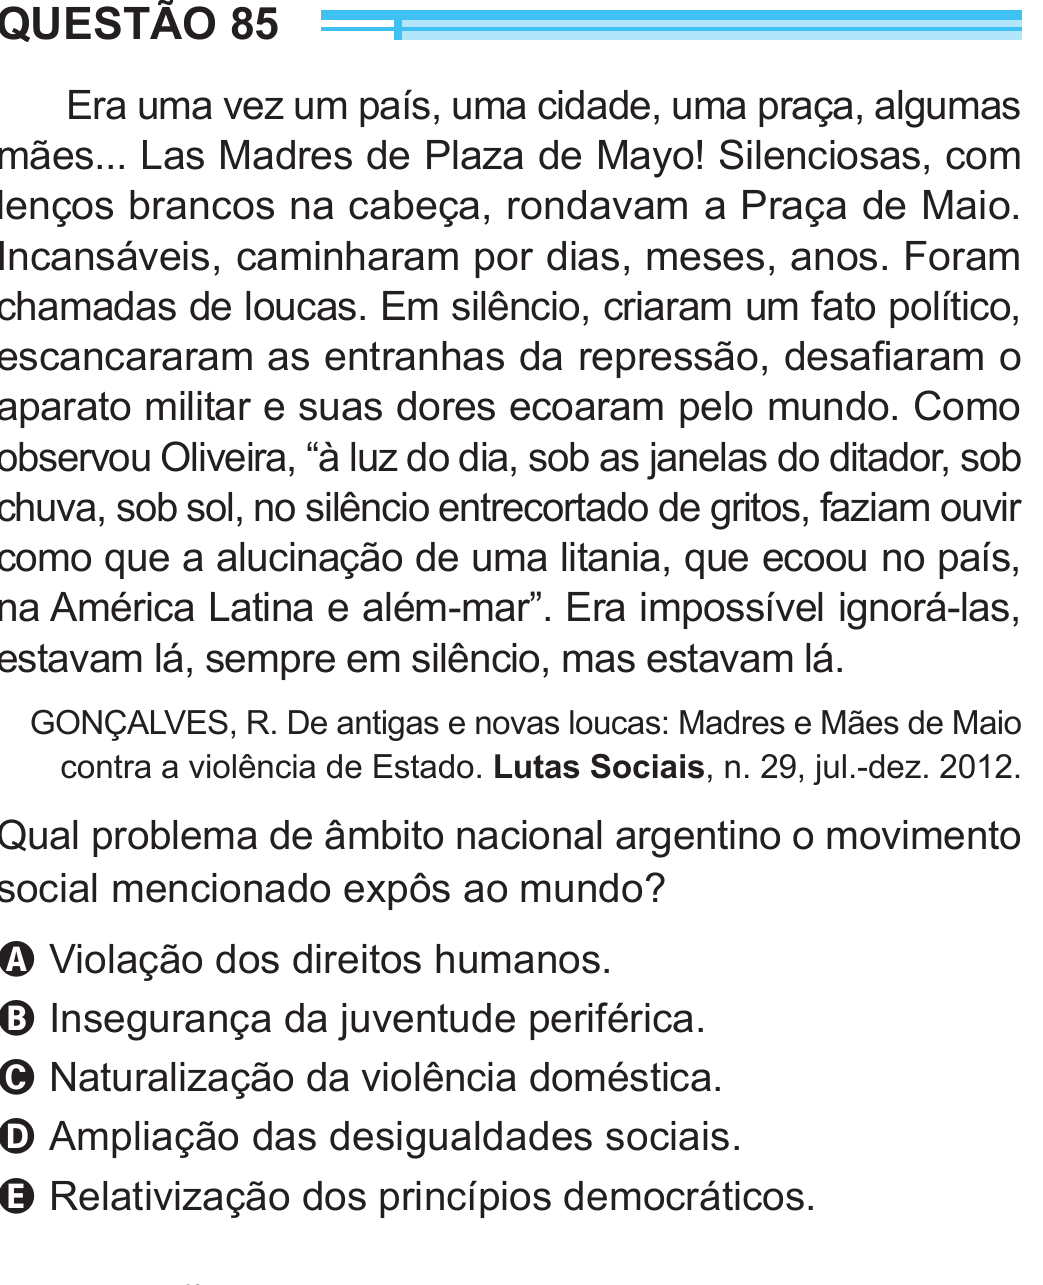 QUESTÃO 85
Era uma vez um país, uma cidade, uma praça, algumas
mães... Las Madres de Plaza de Mayo! Silenciosas, com
lenços brancos na cabeça, rondavam a Praça de Maio.
Incansáveis, caminharam por dias, meses, anos. Foram
chamadas de loucas. Em silêncio, criaram um fato político,
escancararam as entranhas da repressão, desafiaram o
aparato militar e suas dores ecoaram pelo mundo. Como
observou Oliveira, “à luz do dia, sob as janelas do ditador, sob
chuva, sob sol, no silêncio entrecortado de gritos, faziam ouvir
como que a alucinação de uma litania, que ecoou no país,
na América Latina e além-mar”. Era impossível ignorá-las,
estavam lá, sempre em silêncio, mas estavam lá.
GONÇALVES, R. De antigas e novas loucas: Madres e Mães de Maio
contra a violência de Estado. Lutas Sociais, n. 29, jul.-dez. 2012.
Qual problema de âmbito nacional argentino o movimento
social mencionado expôs ao mundo?
A Violação dos direitos humanos.
B Insegurança da juventude periférica.
C Naturalização da violência doméstica.
D Ampliação das desigualdades sociais.
E Relativização dos princípios democráticos.